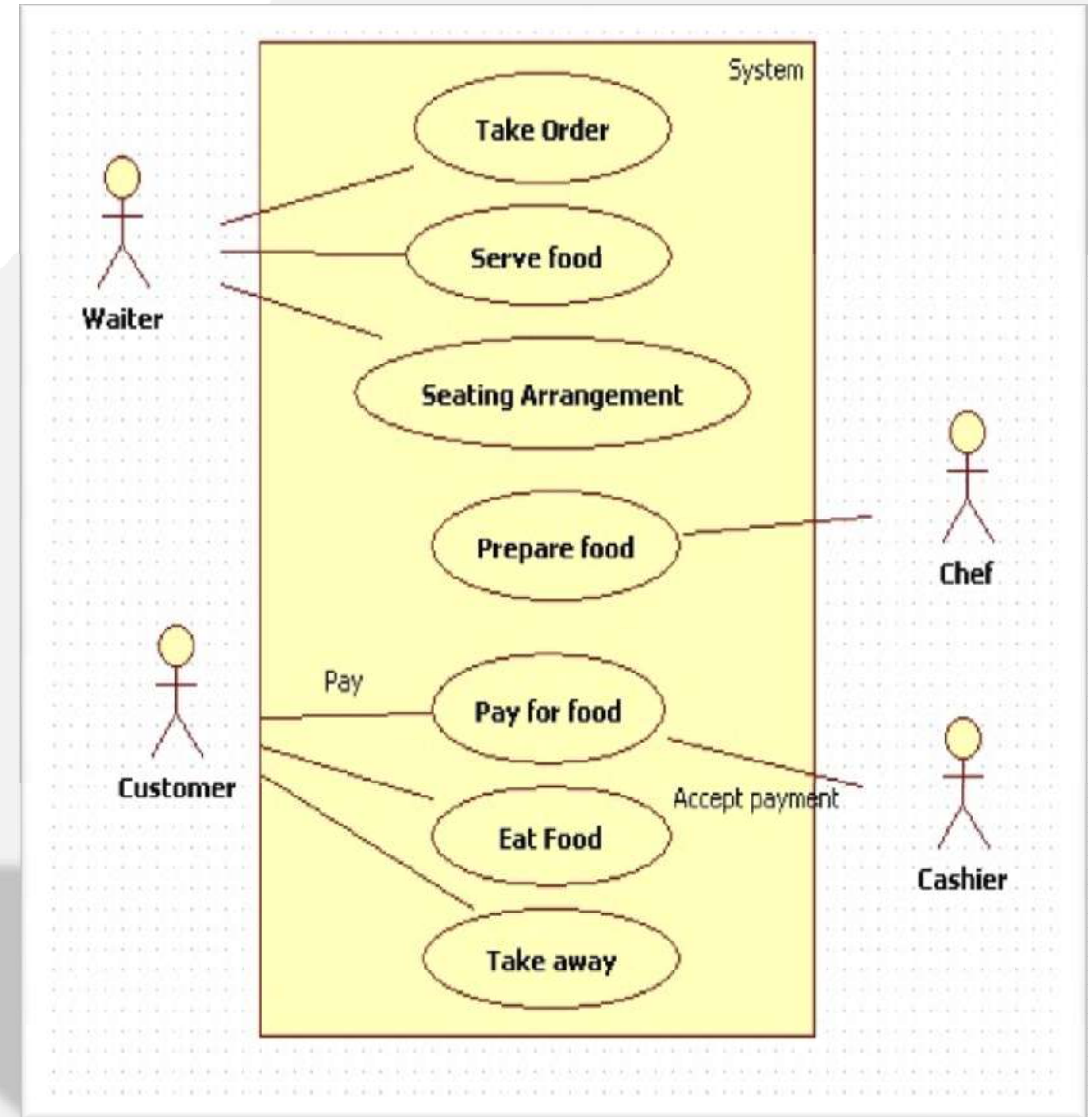 System
Take Order
Serve food
Waiter
Seating Arrangement
Prepare food
Chef
Pay
Pay for food
Customer
Accept payment
Eat Food
Cashier
Take away